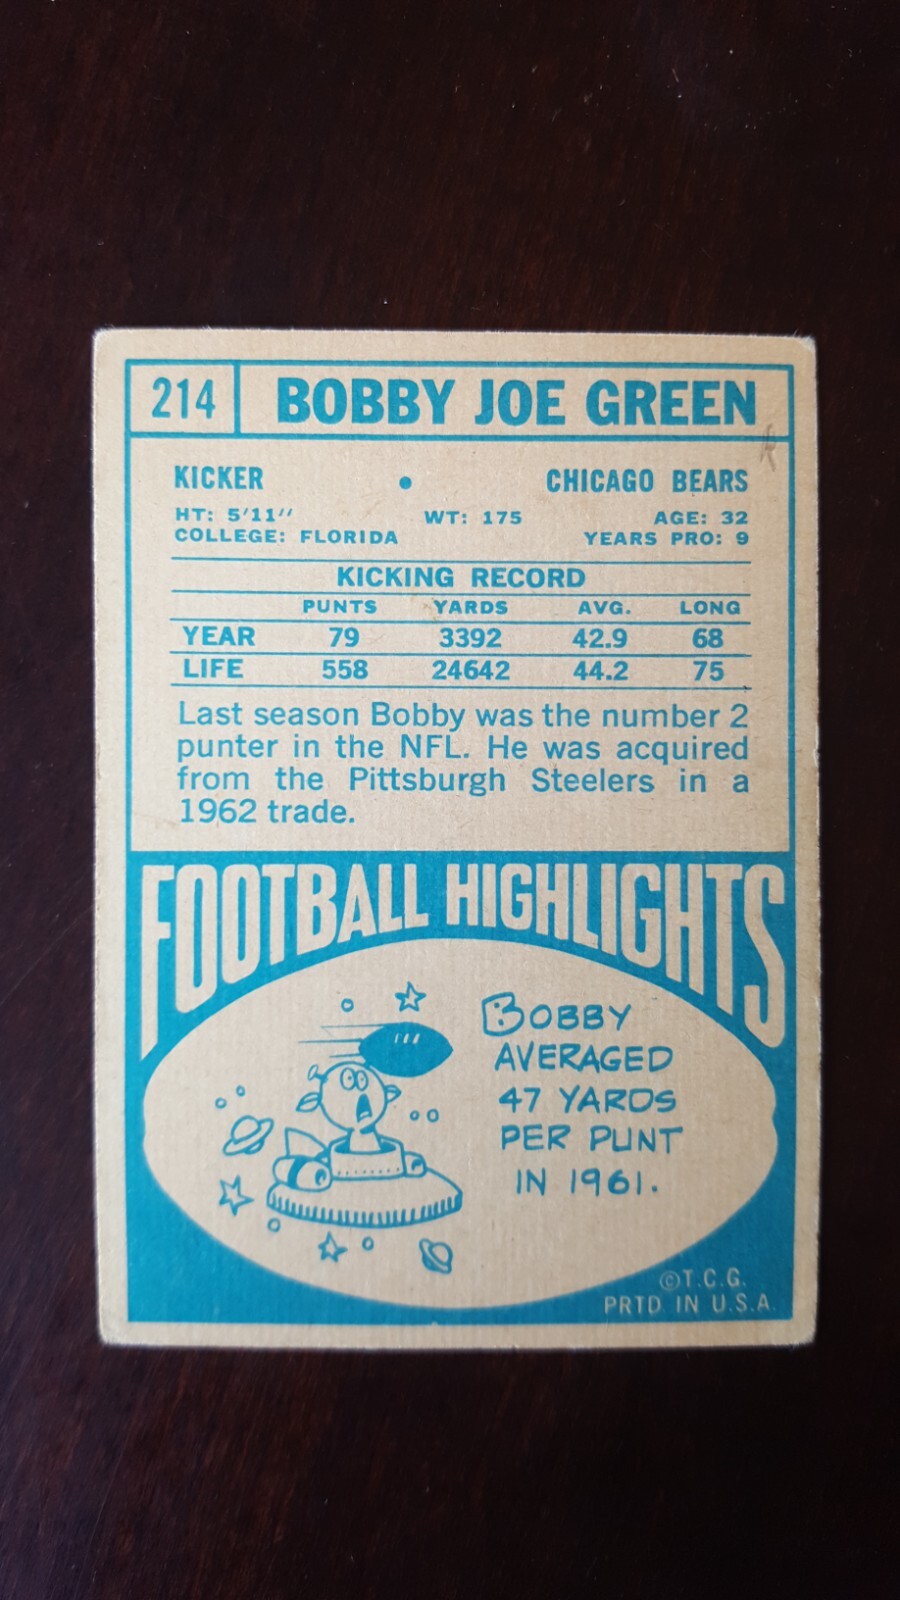 214 BOBBY JOE GREEN
KICKER • CHICAGO BEARS
HT: 5'11'' WT: 175 AGE: 32
COLLEGE: FLORIDA YEARS PRO: 9
KICKING RECORD
PUNTS YARDS AVG. LONG
YEAR 79 3392 42.9 68
LIFE 558 24642 44.2 75
Last season Bobby was the number 2
punter in the NFL. He was acquired
from the Pittsburgh Steelers in a
1962 trade.
FOOTBALL HIGHLIGHTS
BOBBY
AVERAGED
47 YARDS
PER PUNT
IN 1961.
©T.C.G.
PRTD IN U.S.A.